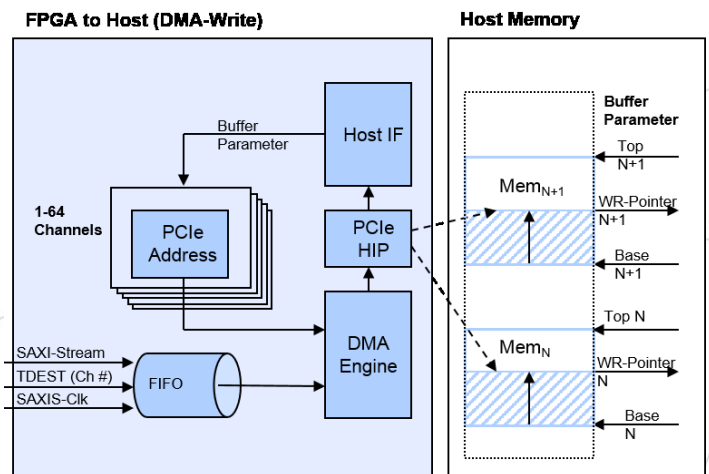 FPGA to Host (DMA-Write)
Host Memory
Buffer
Parameter
Host IF
Buffer
Parameter
Top
N+1
MemN+1
WR-Pointer
N+1
1-64
Channels
PCIe
Address
PCIe
HIP
Base
N+1
Top N
DMA
Engine
MemN
SAXI-Stream
TDEST (Ch #)
SAXIS-Clk
FIFO
WR-Pointer
N
Base
N